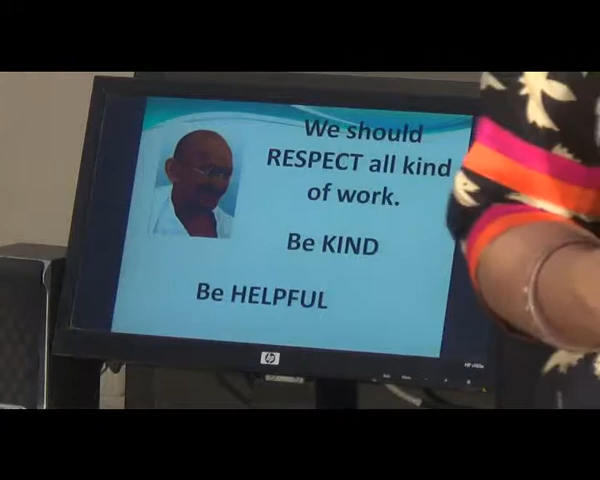 We should
RESPECT all kind
of work.
Be KIND
Be HELPFUL
hp